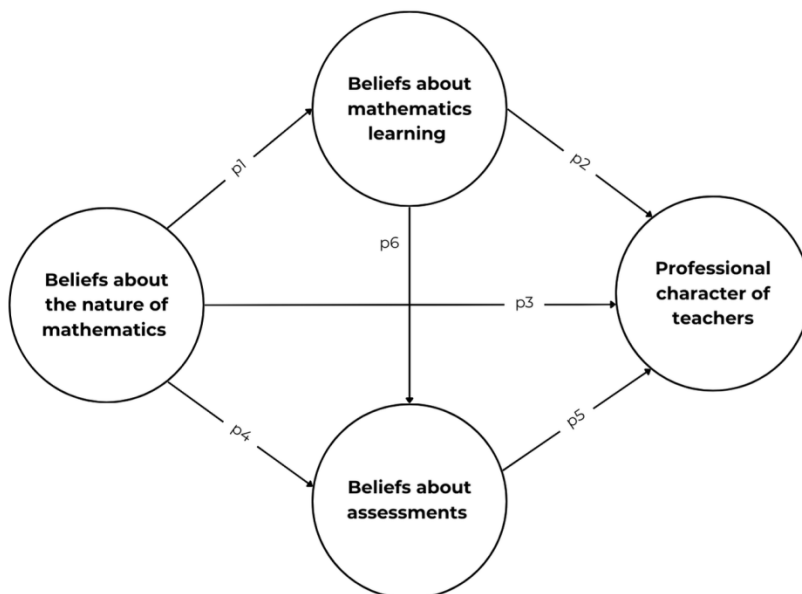 Beliefs about
mathematics
learning
p1
p2
p6
Beliefs about
the nature of
mathematics
p3
Professional
character of
teachers
p4
p5
Beliefs about
assessments